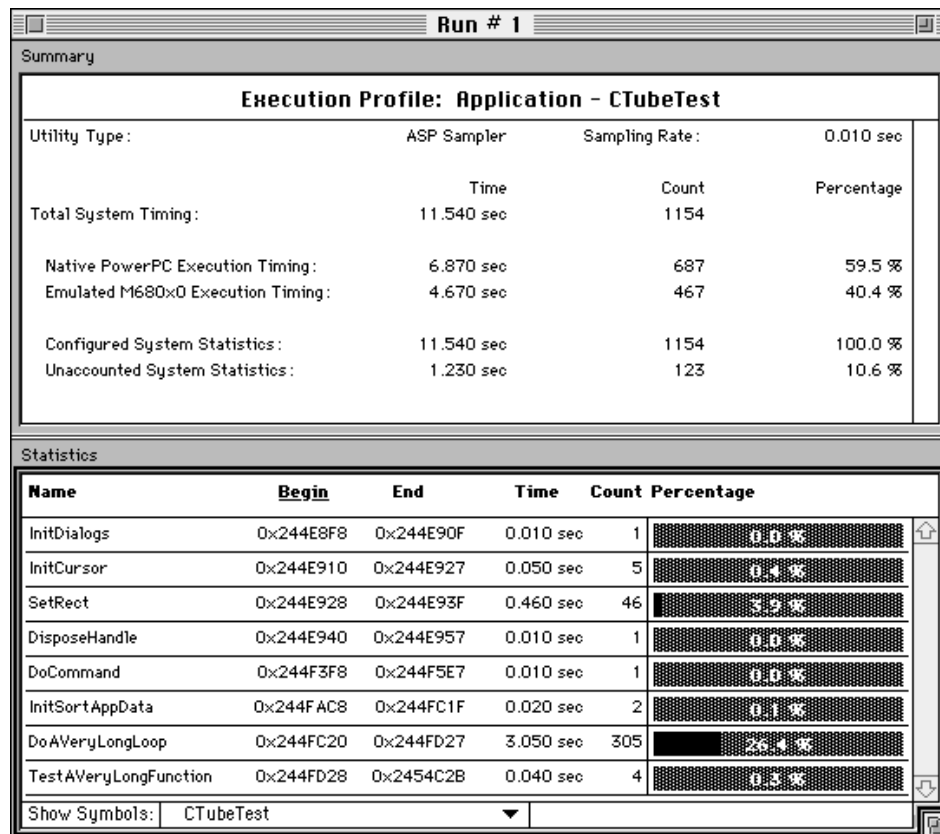 Run # 1
Summary
Execution Profile: Application - CTubeTest
Utility Type: ASP Sampler Sampling Rate: 0.010 sec
Time Count Percentage
Total System Timing: 11.540 sec 1154
Native PowerPC Execution Timing: 6.870 sec 687 59.5 %
Emulated M680x0 Execution Timing: 4.670 sec 467 40.4 %
Configured System Statistics: 11.540 sec 1154 100.0 %
Unaccounted System Statistics: 1.230 sec 123 10.6 %
Statistics
Name Begin End Time Count Percentage
InitDialogs 0x244E8F8 0x244E90F 0.010 sec 1 0.0 %
InitCursor 0x244E910 0x244E927 0.050 sec 5 0.4 %
SetRect 0x244E928 0x244E93F 0.460 sec 46 3.9 %
DisposeHandle 0x244E940 0x244E957 0.010 sec 1 0.0 %
DoCommand 0x244F3F8 0x244F5E7 0.010 sec 1 0.0 %
InitSortAppData 0x244FAC8 0x244FC1F 0.020 sec 2 0.1 %
DoAVeryLongLoop 0x244FC20 0x244FD27 3.050 sec 305 26.4 %
TestAVeryLongFunction 0x244FD28 0x2454C2B 0.040 sec 4 0.3 %
Show Symbols: CTubeTest